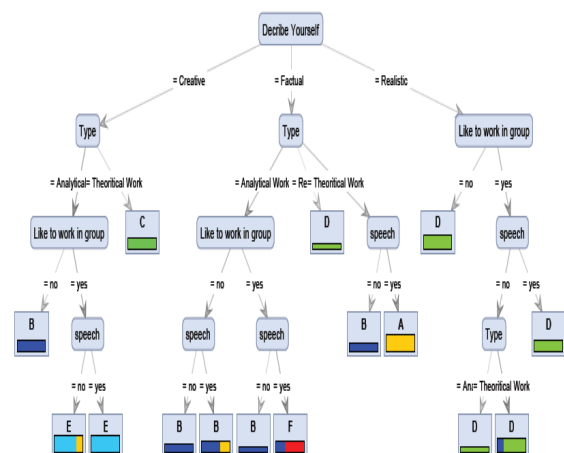 Decribe Yourself
= Creative = Factual = Realistic
Type Type Like to work in group
= Analytical= Theoritical Work = Analytical Work = Re= Theoritical Work = no = yes
Like to work in group C Like to work in group D speech D speech
= no = yes = no = yes = no = yes = no = yes
B speech speech speech B A Type D
= no = yes = no = yes = no = yes = An:= Theoritical Work
E E B B B F D D